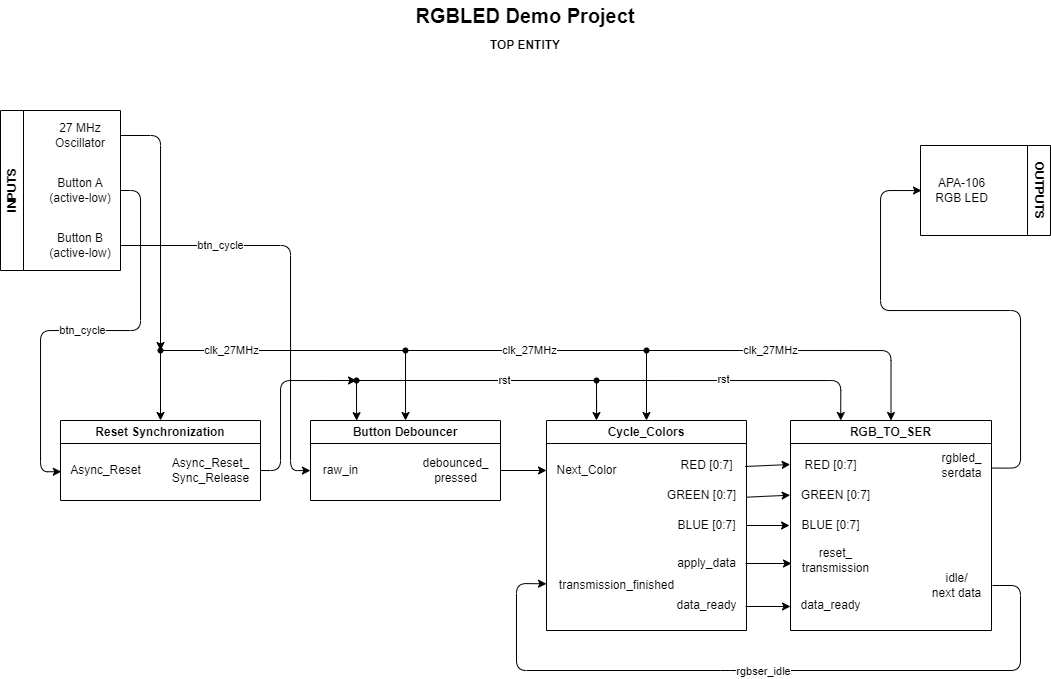 RGBLED Demo Project
TOP ENTITY
INPUTS
27 MHz
Oscillator
Button A
(active-low)
Button B
(active-low)
btn_cycle
btn_cycle
APA-106
RGB LED
OUTPUTS
clk_27MHz
clk_27MHz
clk_27MHz
rst
rst
Reset Synchronization
Async_Reset
Async_Reset_
Sync_Release
Button Debouncer
raw_in
debounced_
pressed
Cycle_Colors
Next_Color
transmission_finished
RED [0:7]
GREEN [0:7]
BLUE [0:7]
apply_data
data_ready
RGB_TO_SER
RED [0:7]
GREEN [0:7]
BLUE [0:7]
reset_
transmission
data_ready
rgbled_
serdata
idle/
next data
rgbser_idle